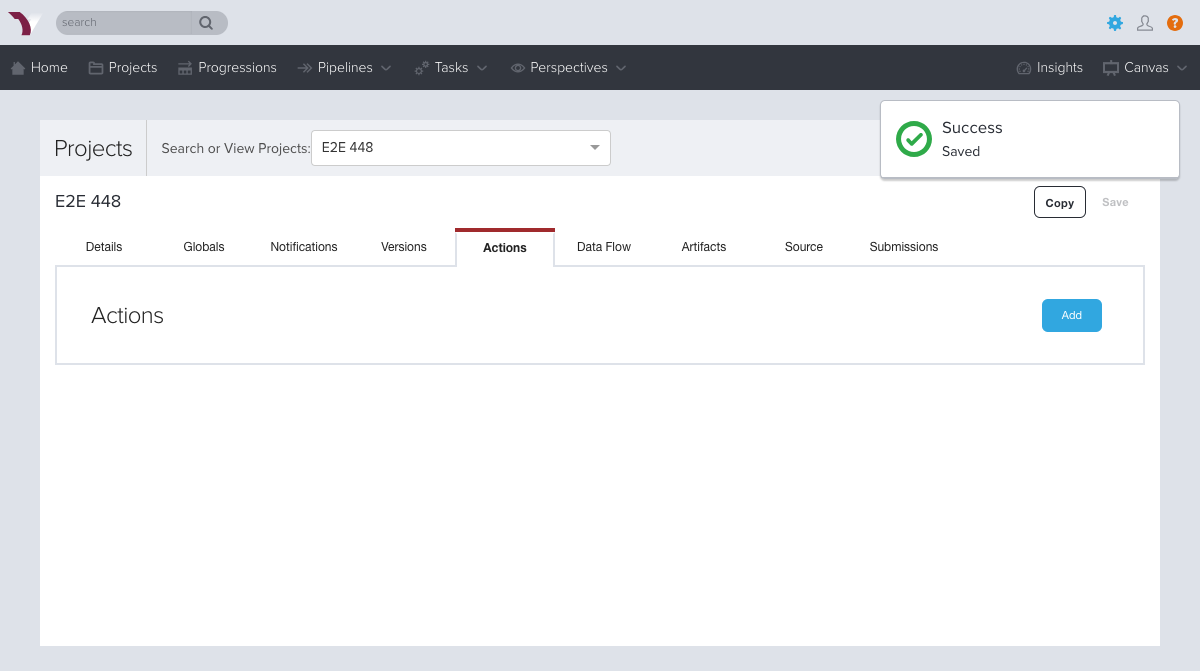 search
?
Home Projects Progressions Pipelines Tasks Perspectives Insights Canvas
Success
Saved
Projects Search or View Projects: E2E 448
E2E 448 Copy Save
Details Globals Notifications Versions Actions Data Flow Artifacts Source Submissions
Actions Add